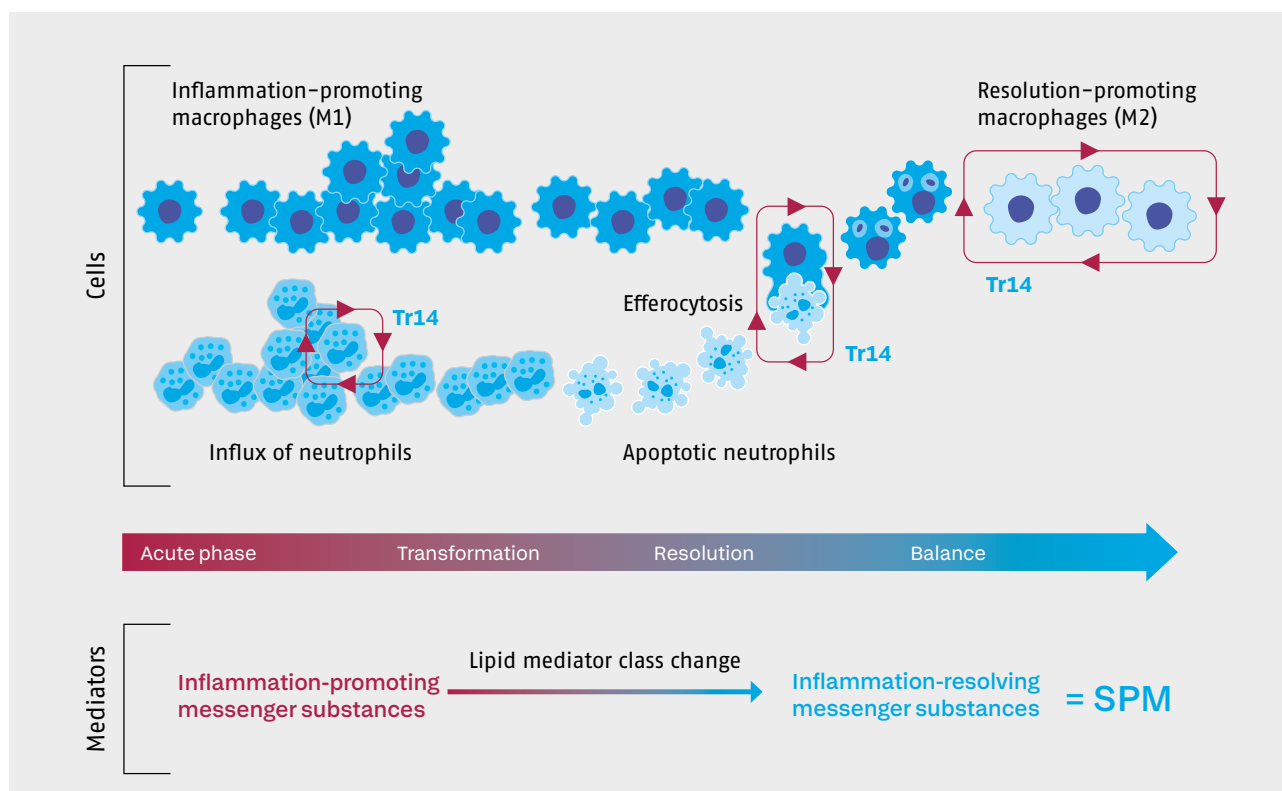 Cells
Inflammation-promoting
macrophages (M1)
Resolution-promoting
macrophages (M2)
Tr14
Efferocytosis
Tr14
Tr14
Influx of neutrophils
Apoptotic neutrophils
Acute phase
Transformation
Resolution
Balance
Mediators
Lipid mediator class change
Inflammation-promoting
messenger substances
Inflammation-resolving
messenger substances
= SPM